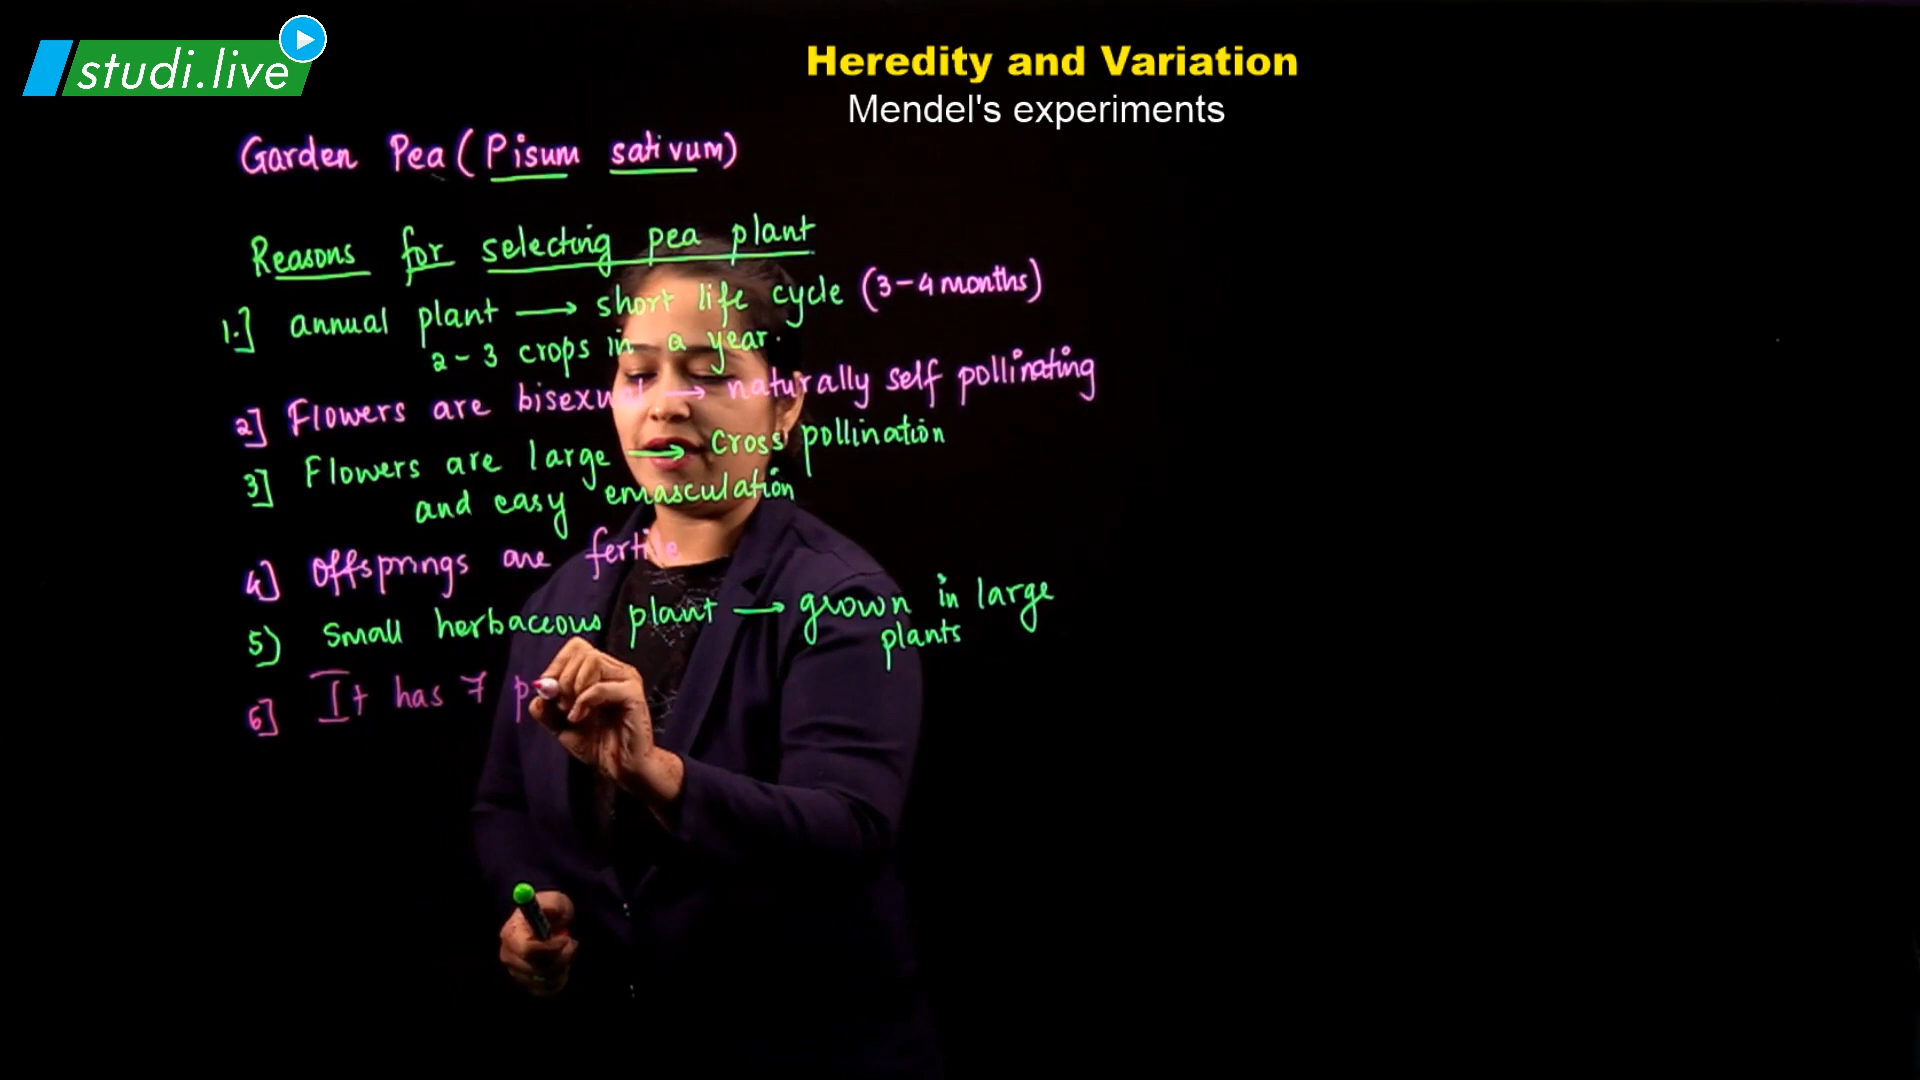 studi.live
Heredity and Variation
Mendel's experiments
Garden Pea (Pisum sativum)
Reasons for selecting pea plant
1.] annual plant → short life cycle (3-4 months)
2-3 crops in a year.
2] Flowers are bisexual → naturally self pollinating
3] Flowers are large → cross pollination
and easy emasculation
4] Offsprings are fertile
5) Small herbaceous plant → grown in large
plants
6] It has 7 p